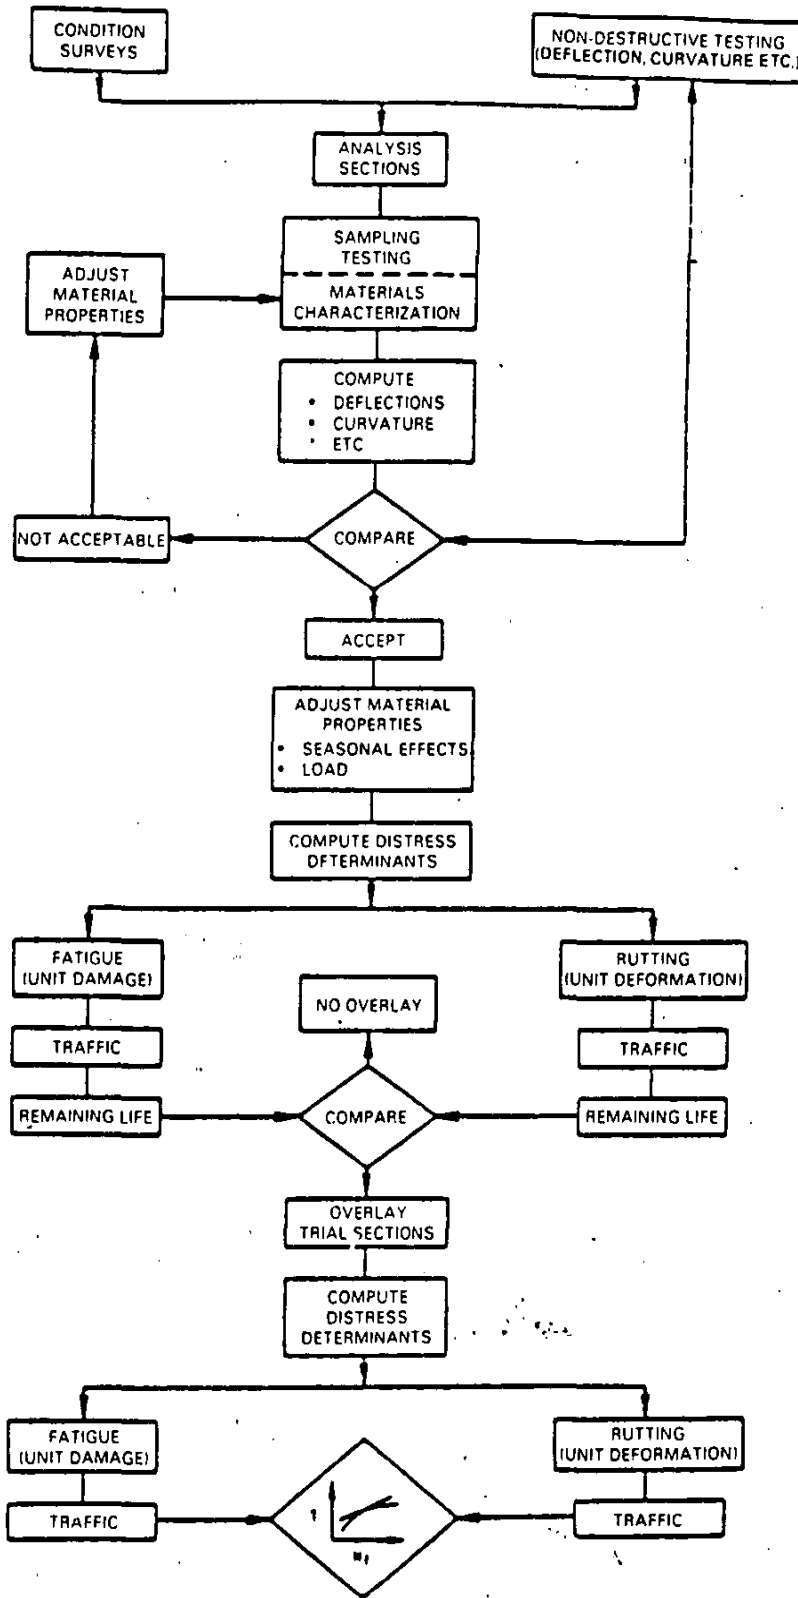 CONDITION
SURVEYS
NON-DESTRUCTIVE TESTING
(DEFLECTION, CURVATURE ETC.)
ANALYSIS
SECTIONS
SAMPLING
TESTING
MATERIALS
CHARACTERIZATION
ADJUST
MATERIAL
PROPERTIES
COMPUTE
• DEFLECTIONS
• CURVATURE
• ETC
NOT ACCEPTABLE
COMPARE
ACCEPT
ADJUST MATERIAL
PROPERTIES
• SEASONAL EFFECTS
• LOAD
COMPUTE DISTRESS
DETERMINANTS
FATIGUE
(UNIT DAMAGE)
RUTTING
(UNIT DEFORMATION)
NO OVERLAY
TRAFFIC
TRAFFIC
REMAINING LIFE
COMPARE
REMAINING LIFE
OVERLAY
TRIAL SECTIONS
COMPUTE
DISTRESS
DETERMINANTS
FATIGUE
(UNIT DAMAGE)
RUTTING
(UNIT DEFORMATION)
TRAFFIC
TRAFFIC